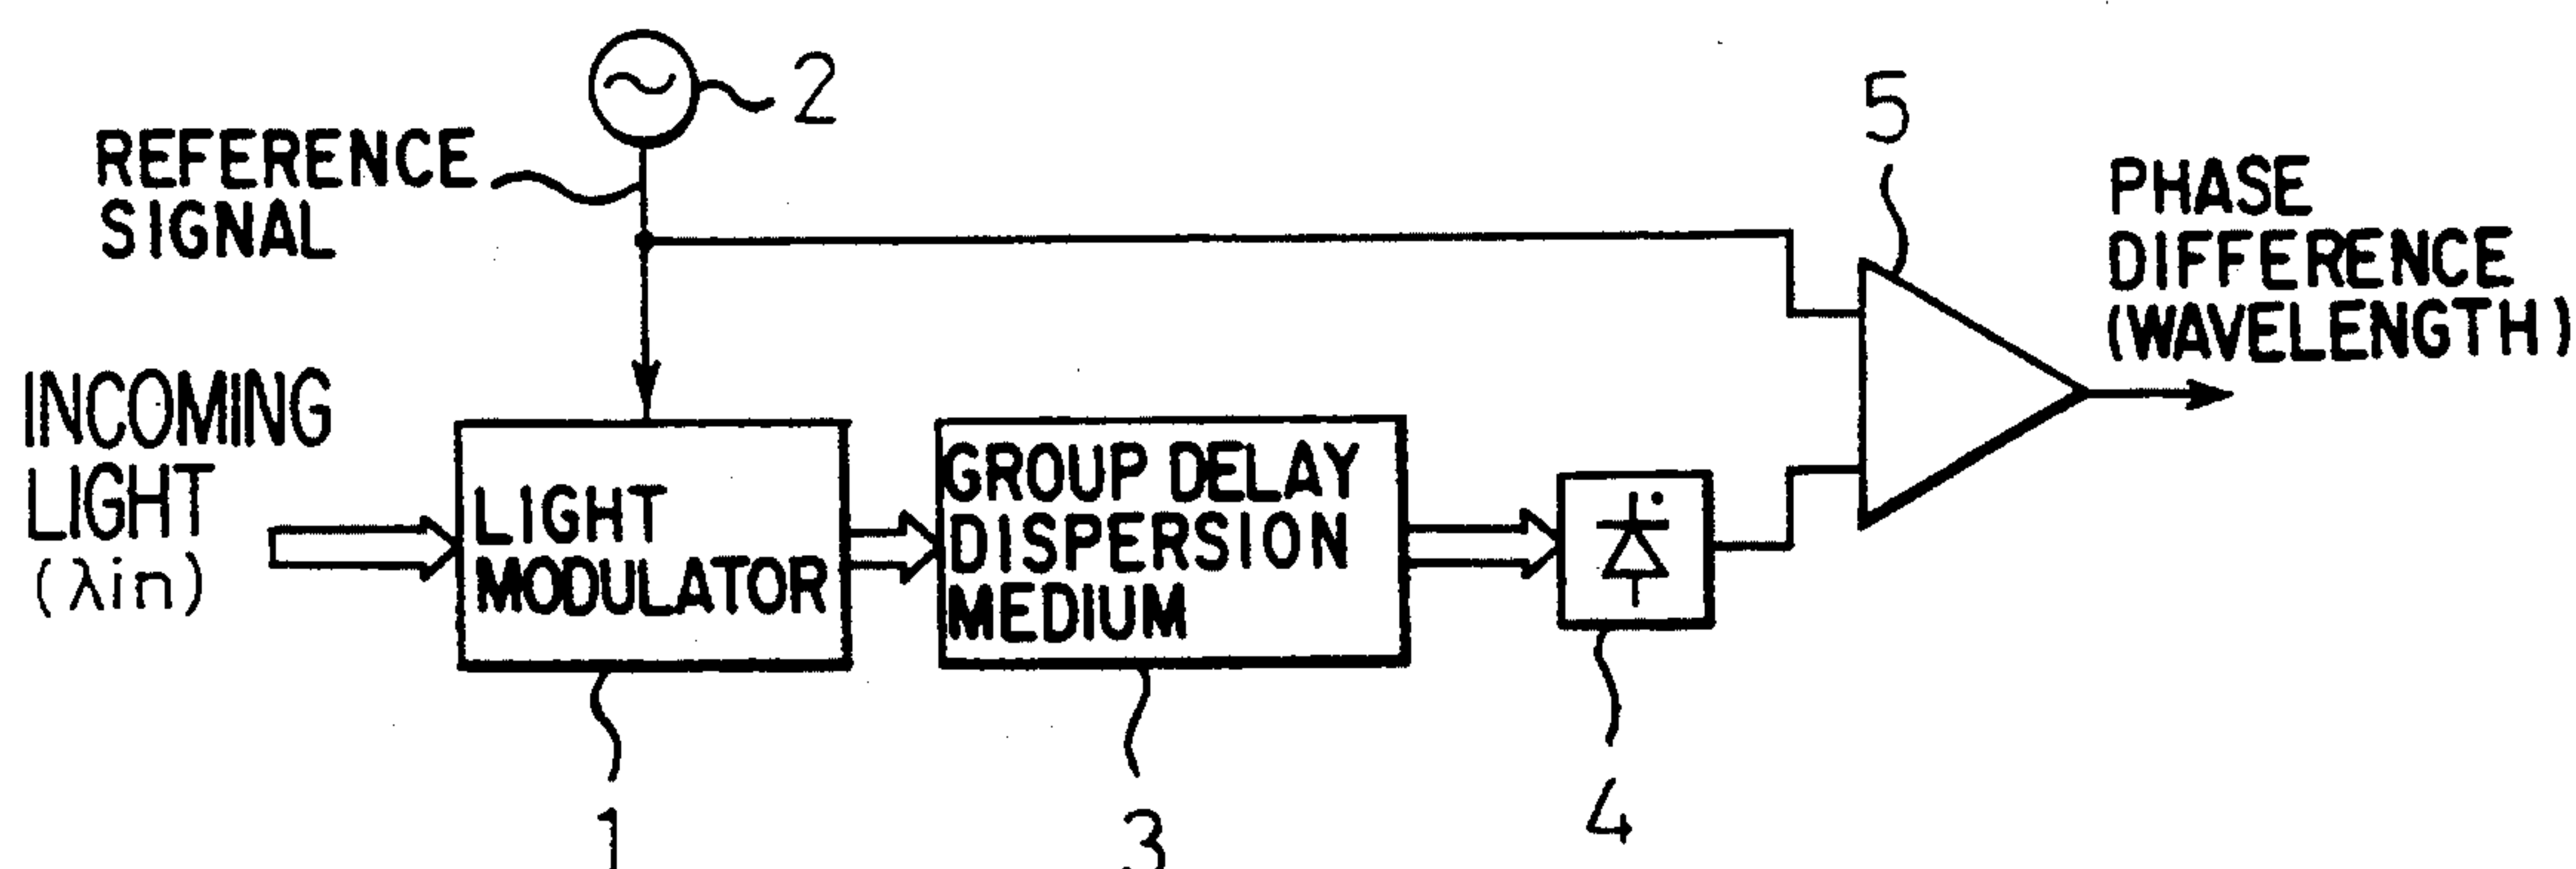 2
REFERENCE
SIGNAL
5
PHASE
DIFFERENCE
(WAVELENGTH)
INCOMING
LIGHT
(λin)
LIGHT
MODULATOR
GROUP DELAY
DISPERSION
MEDIUM
1
3
4